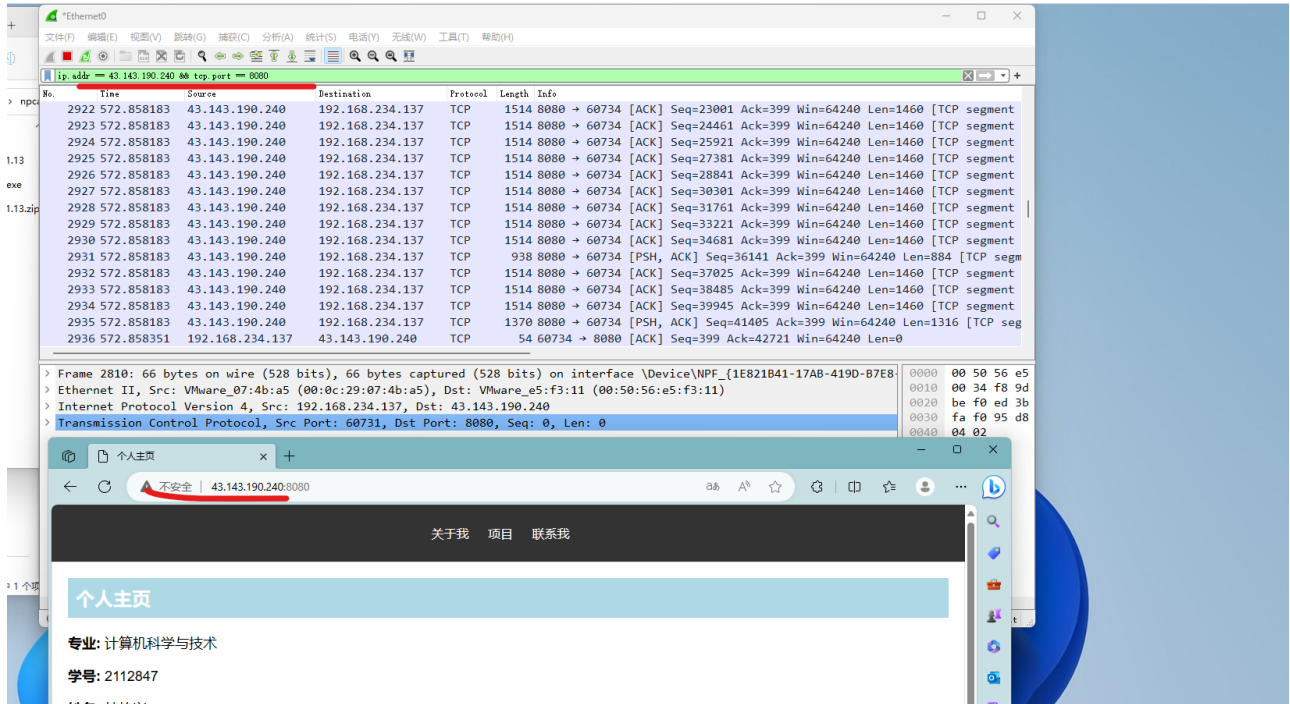 *Ethernet0
文件(F) 编辑(E) 视图(V) 跳转(G) 捕获(C) 分析(A) 统计(S) 电话(Y) 无线(W) 工具(T) 帮助(H)
ip.addr == 43.143.190.240 && tcp.port == 8080
No. Time Source Destination Protocol Length Info
2922 572.858183 43.143.190.240 192.168.234.137 TCP 1514 8080 → 60734 [ACK] Seq=23001 Ack=399 Win=64240 Len=1460 [TCP segment
2923 572.858183 43.143.190.240 192.168.234.137 TCP 1514 8080 → 60734 [ACK] Seq=24461 Ack=399 Win=64240 Len=1460 [TCP segment
2924 572.858183 43.143.190.240 192.168.234.137 TCP 1514 8080 → 60734 [ACK] Seq=25921 Ack=399 Win=64240 Len=1460 [TCP segment
2925 572.858183 43.143.190.240 192.168.234.137 TCP 1514 8080 → 60734 [ACK] Seq=27381 Ack=399 Win=64240 Len=1460 [TCP segment
2926 572.858183 43.143.190.240 192.168.234.137 TCP 1514 8080 → 60734 [ACK] Seq=28841 Ack=399 Win=64240 Len=1460 [TCP segment
2927 572.858183 43.143.190.240 192.168.234.137 TCP 1514 8080 → 60734 [ACK] Seq=30301 Ack=399 Win=64240 Len=1460 [TCP segment
2928 572.858183 43.143.190.240 192.168.234.137 TCP 1514 8080 → 60734 [ACK] Seq=31761 Ack=399 Win=64240 Len=1460 [TCP segment
2929 572.858183 43.143.190.240 192.168.234.137 TCP 1514 8080 → 60734 [ACK] Seq=33221 Ack=399 Win=64240 Len=1460 [TCP segment
2930 572.858183 43.143.190.240 192.168.234.137 TCP 1514 8080 → 60734 [ACK] Seq=34681 Ack=399 Win=64240 Len=1460 [TCP segment
2931 572.858183 43.143.190.240 192.168.234.137 TCP 938 8080 → 60734 [PSH, ACK] Seq=36141 Ack=399 Win=64240 Len=884 [TCP segm
2932 572.858183 43.143.190.240 192.168.234.137 TCP 1514 8080 → 60734 [ACK] Seq=37025 Ack=399 Win=64240 Len=1460 [TCP segment
2933 572.858183 43.143.190.240 192.168.234.137 TCP 1514 8080 → 60734 [ACK] Seq=38485 Ack=399 Win=64240 Len=1460 [TCP segment
2934 572.858183 43.143.190.240 192.168.234.137 TCP 1514 8080 → 60734 [ACK] Seq=39945 Ack=399 Win=64240 Len=1460 [TCP segment
2935 572.858183 43.143.190.240 192.168.234.137 TCP 1370 8080 → 60734 [PSH, ACK] Seq=41405 Ack=399 Win=64240 Len=1316 [TCP seg
2936 572.858351 192.168.234.137 43.143.190.240 TCP 54 60734 → 8080 [ACK] Seq=399 Ack=42721 Win=64240 Len=0
> npca
1.13
exe
1.13.zip
1 个项
Frame 2810: 66 bytes on wire (528 bits), 66 bytes captured (528 bits) on interface \Device\NPF_{1E821B41-17AB-419D-B7E8-
Ethernet II, Src: VMware_07:4b:a5 (00:0c:29:07:4b:a5), Dst: VMware_e5:f3:11 (00:50:56:e5:f3:11)
Internet Protocol Version 4, Src: 192.168.234.137, Dst: 43.143.190.240
Transmission Control Protocol, Src Port: 60731, Dst Port: 8080, Seq: 0, Len: 0
0000 00 50 56 e5
0010 00 34 f8 9d
0020 be f0 ed 3b
0030 fa f0 95 d8
0040 04 02
个人主页
不安全 | 43.143.190.240:8080
关于我 项目 联系我
个人主页
专业: 计算机科学与技术
学号: 2112847